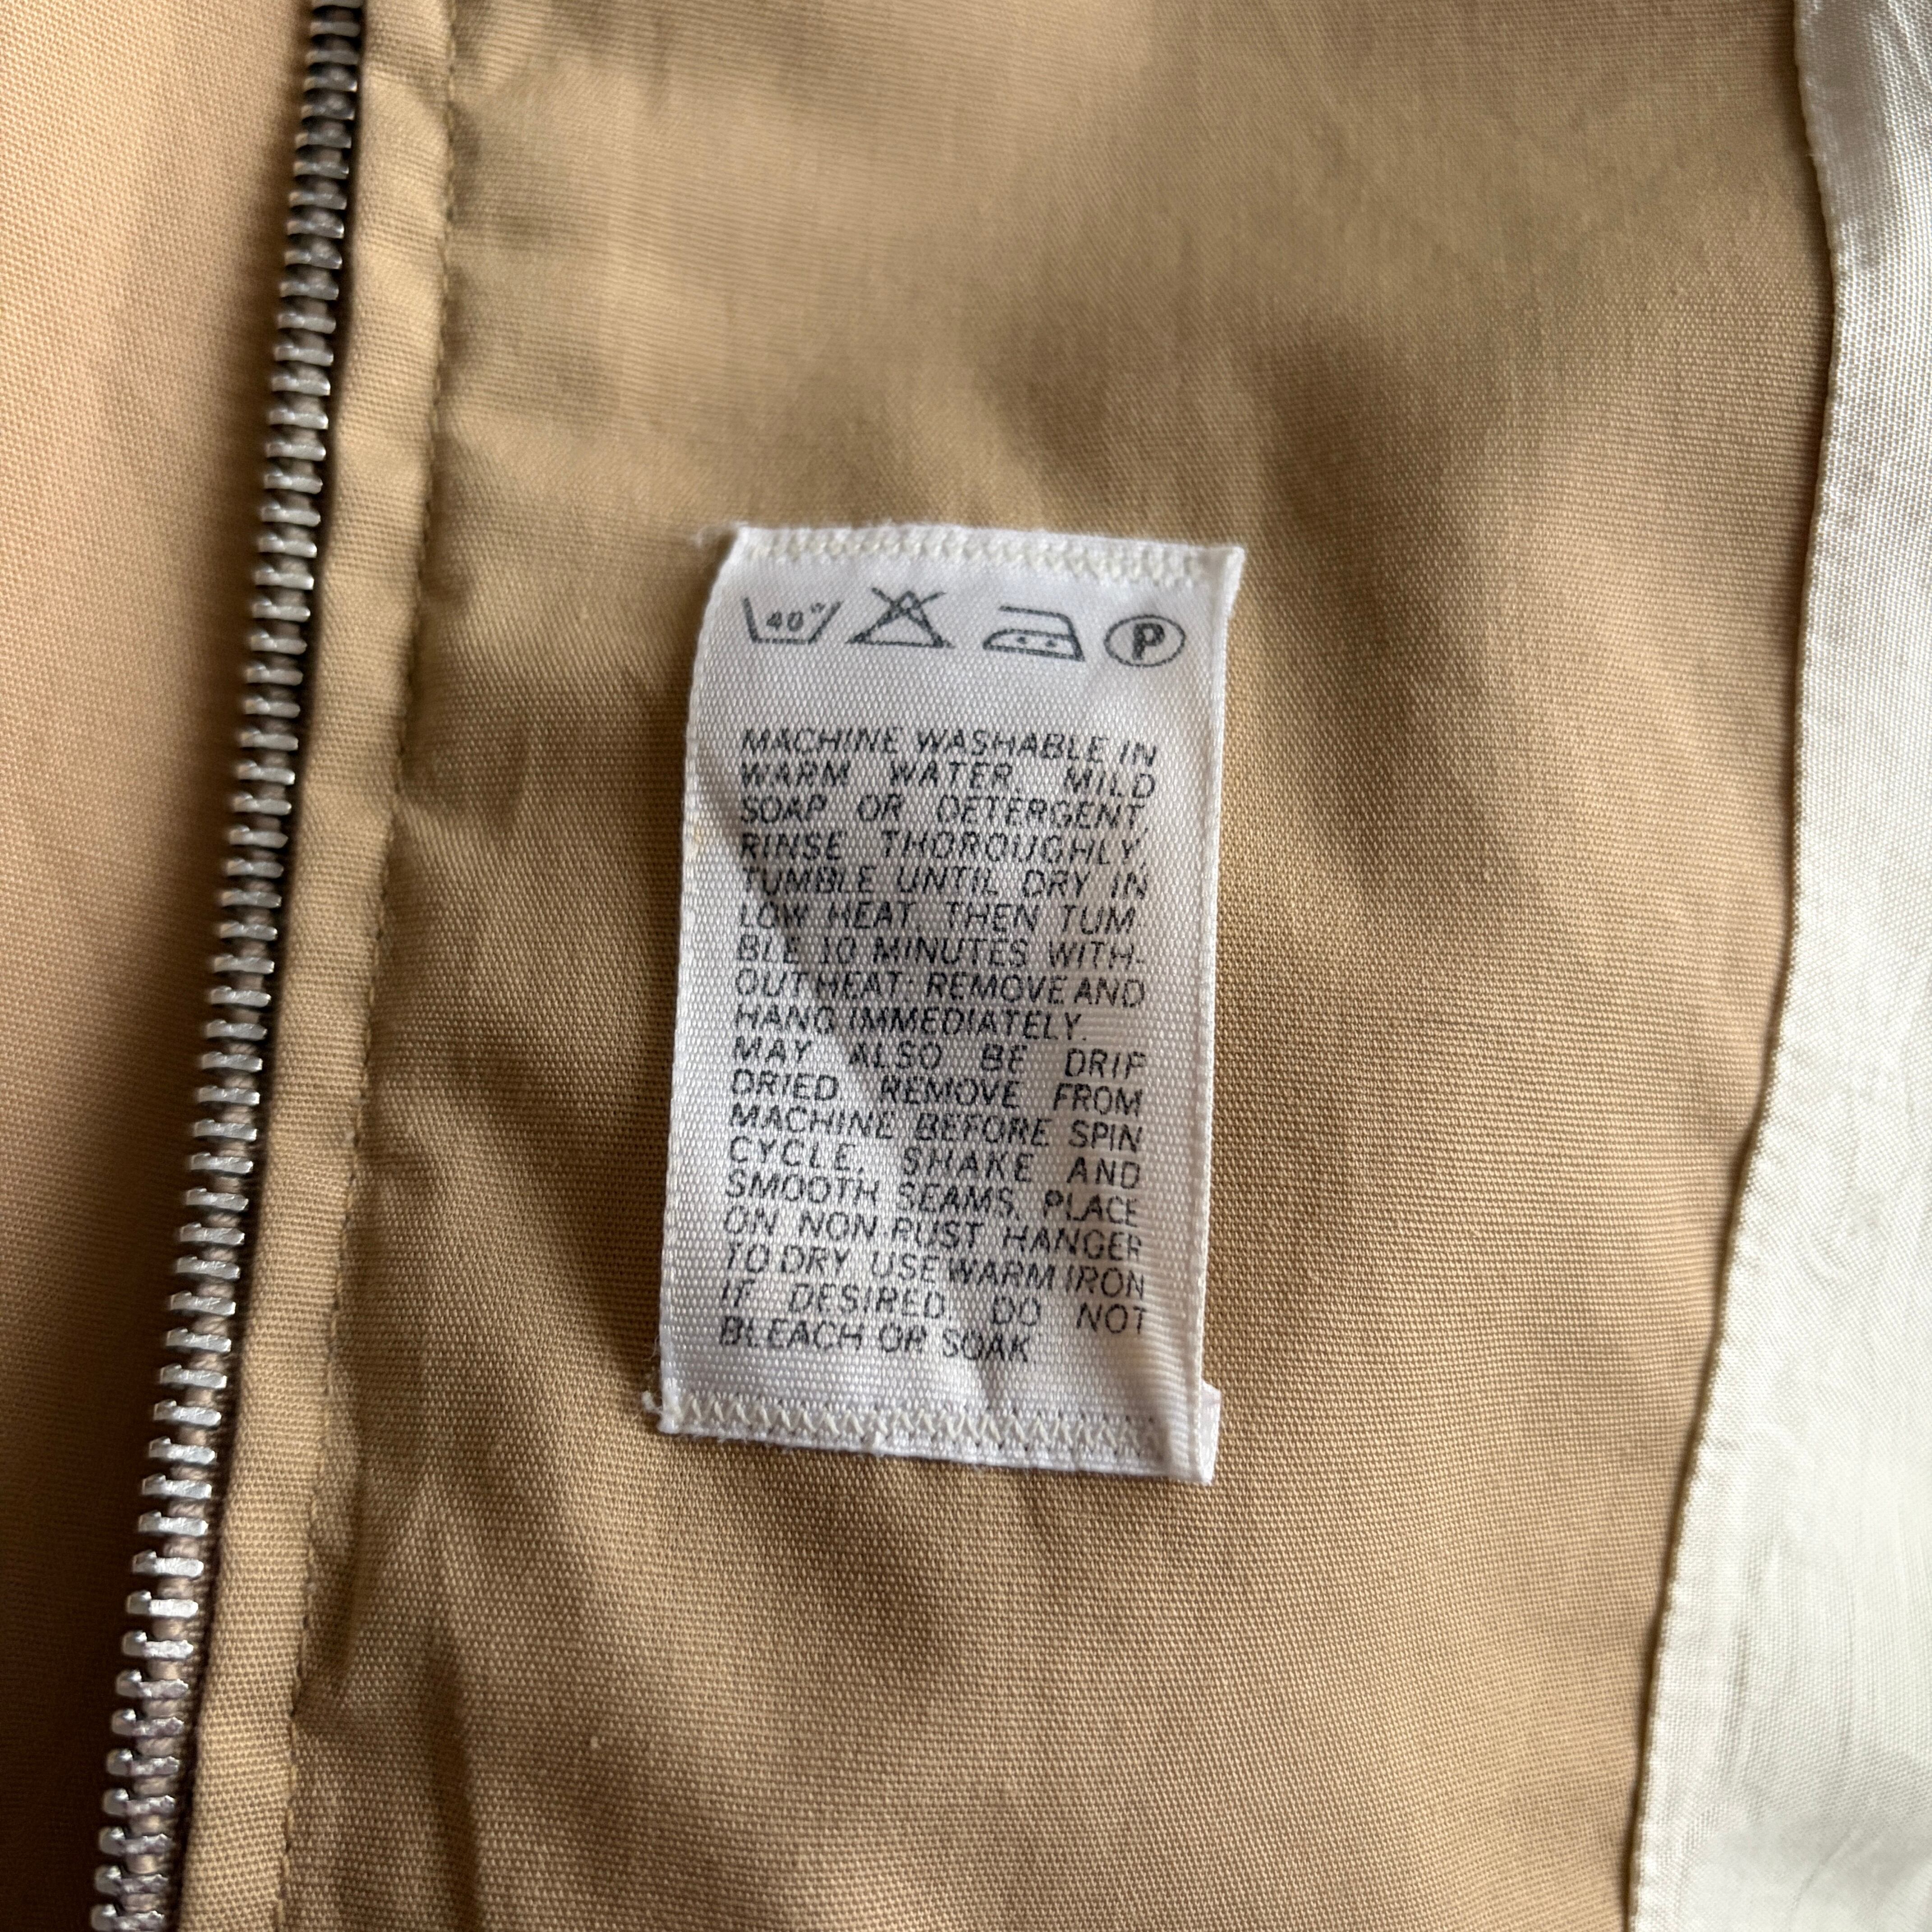 40°
P
MACHINE WASHABLE IN
WARM WATER. MILD
SOAP OR DETERGENT
RINSE THOROUGHLY,
TUMBLE UNTIL DRY IN
LOW HEAT. THEN TUM-
BLE 10 MINUTES WITH-
OUT HEAT: REMOVE AND
HANG IMMEDIATELY.
MAY ALSO BE DRIP
DRIED. REMOVE FROM
MACHINE BEFORE SPIN
CYCLE. SHAKE AND
SMOOTH SEAMS. PLACE
ON NON-RUST HANGER
TO DRY. USE WARM IRON
IF DESIRED. DO NOT
BLEACH OR SOAK